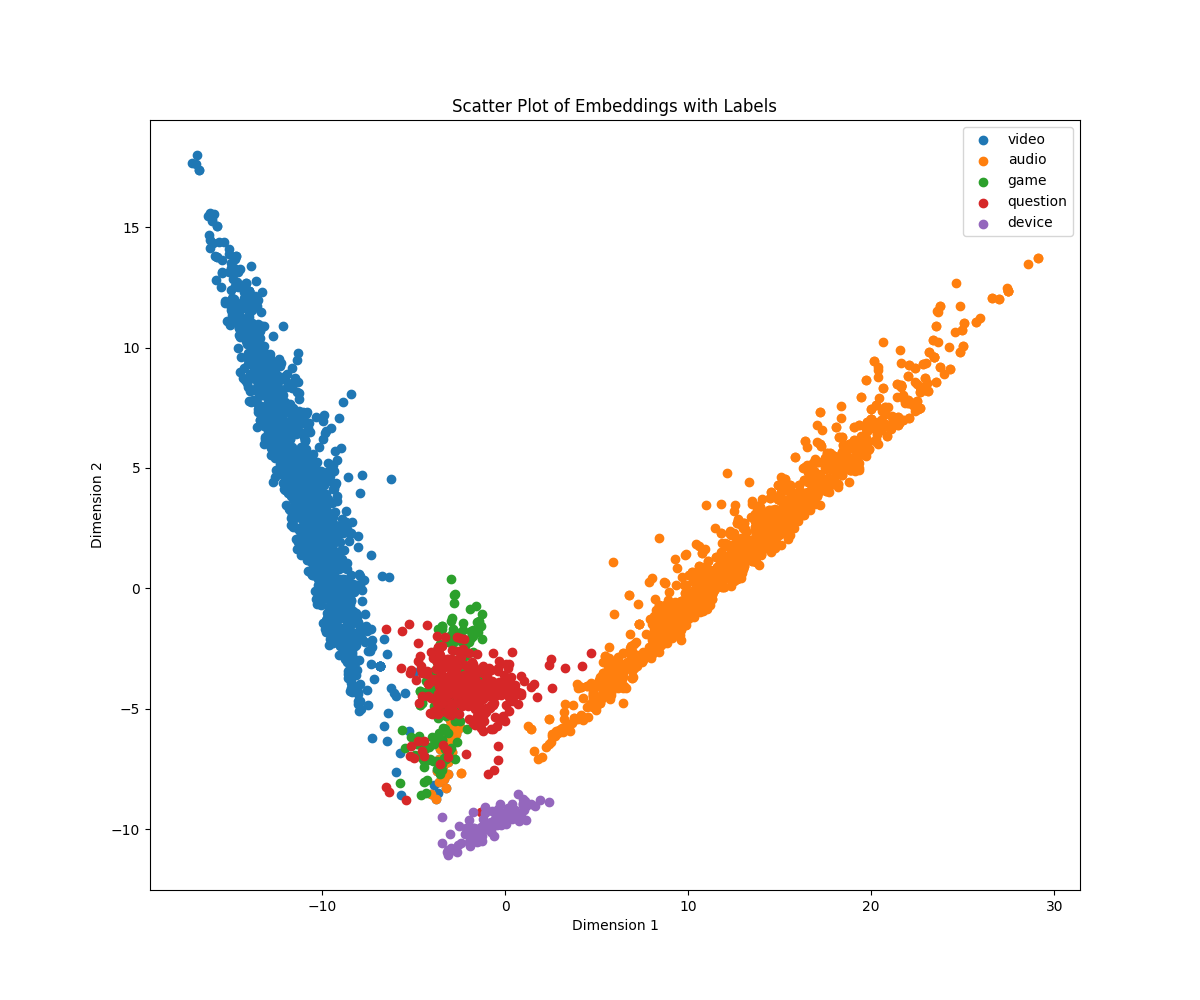 Scatter Plot of Embeddings with Labels
video
audio
game
question
device
15
10
5
0
−5
−10
Dimension 2
−10
0
10
20
30
Dimension 1